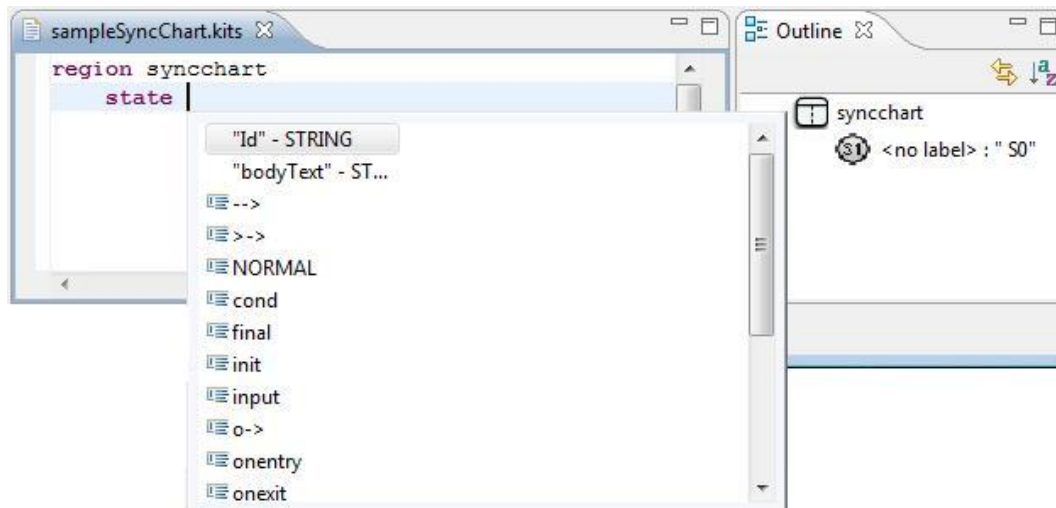 sampleSyncChart.kits
region syncchart
state
"Id" - STRING
"bodyText" - ST...
-->
>->
NORMAL
cond
final
init
input
o->
onentry
onexit
Outline
a
z
syncchart
S1 <no label> : " S0"